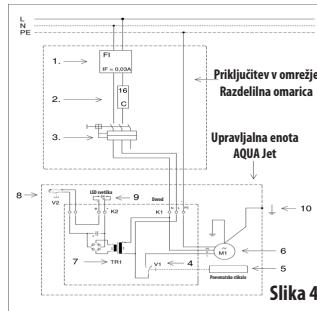 L
N
PE
1.
FI
IF = 0,03A
Priključitev v omrežje
Razdelilna omarica
2.
16
C
3.
Upravljalna enota
AQUA Jet
8
V2
LED svetilka
9
Dovod
K2
K1
10
M1
6
7
TR1
V1
4
5
Pnevmatsko stikalo
Slika 4